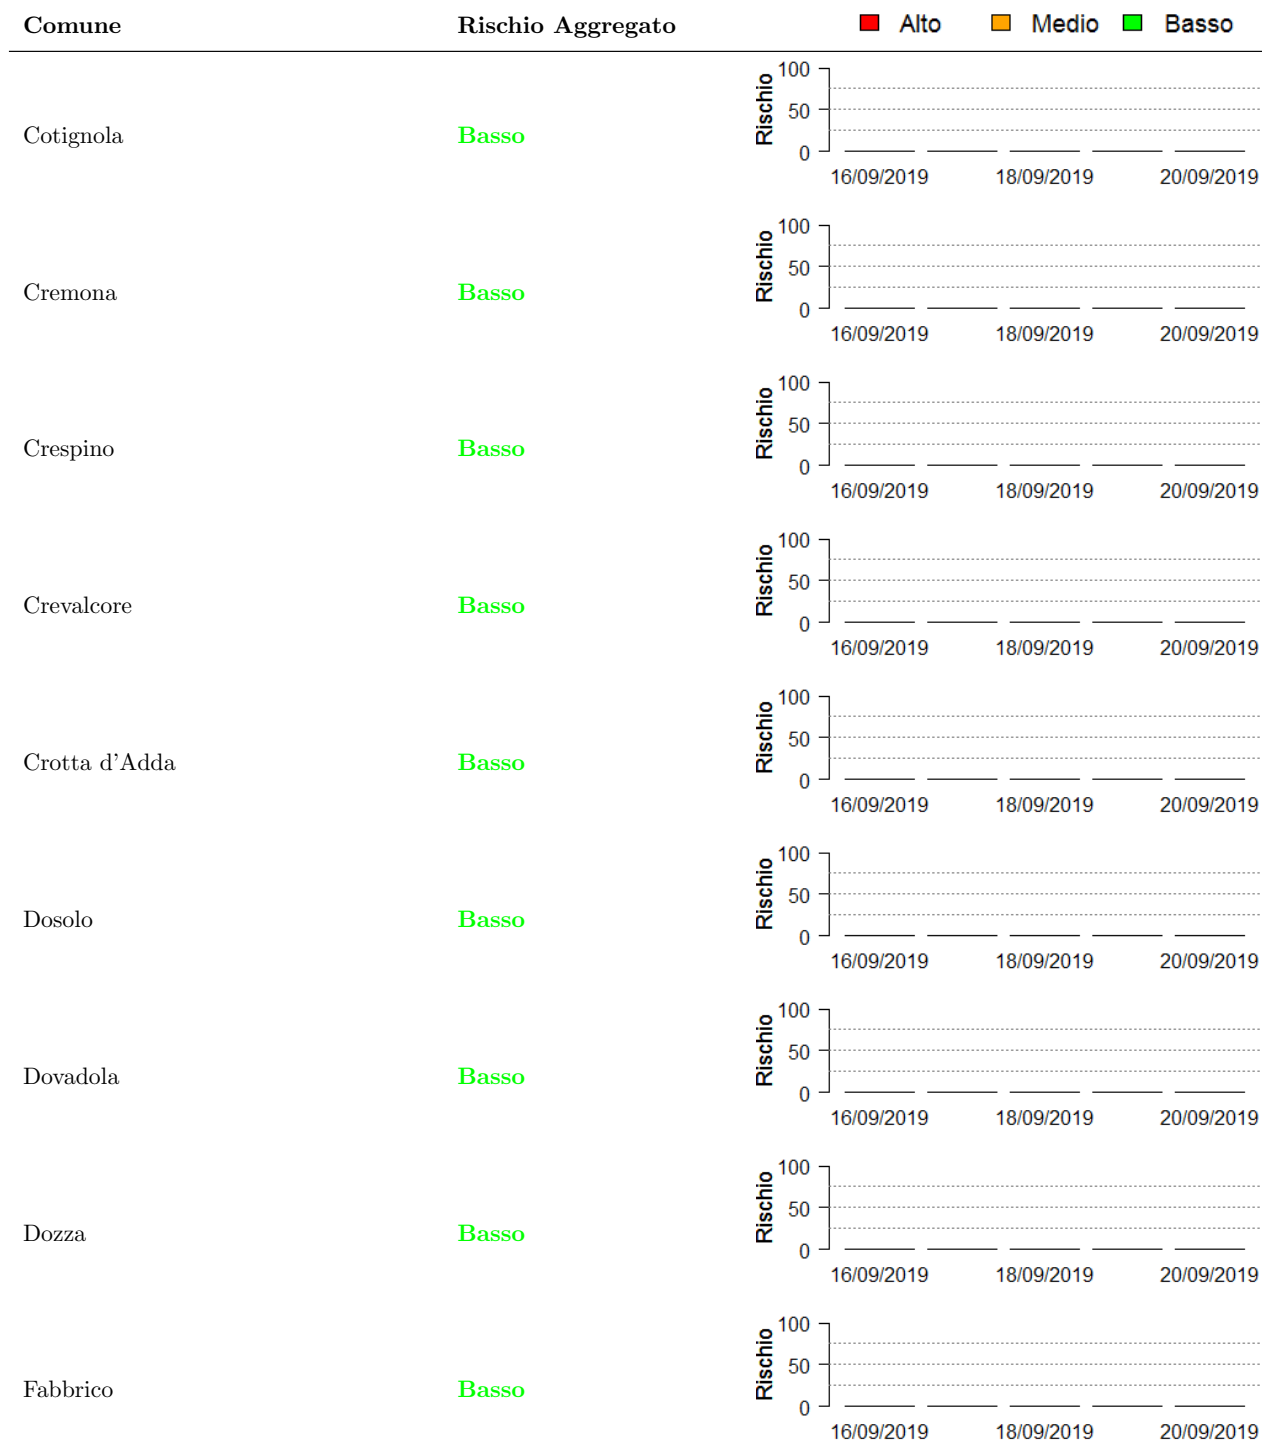 Comune Rischio Aggregato Alto Medio Basso
Cotignola Basso Rischio 100 50 0
16/09/2019 18/09/2019 20/09/2019
Cremona Basso Rischio 100 50 0
16/09/2019 18/09/2019 20/09/2019
Crespino Basso Rischio 100 50 0
16/09/2019 18/09/2019 20/09/2019
Crevalcore Basso Rischio 100 50 0
16/09/2019 18/09/2019 20/09/2019
Crotta d'Adda Basso Rischio 100 50 0
16/09/2019 18/09/2019 20/09/2019
Dosolo Basso Rischio 100 50 0
16/09/2019 18/09/2019 20/09/2019
Dovadola Basso Rischio 100 50 0
16/09/2019 18/09/2019 20/09/2019
Dozza Basso Rischio 100 50 0
16/09/2019 18/09/2019 20/09/2019
Fabbrico Basso Rischio 100 50 0
16/09/2019 18/09/2019 20/09/2019